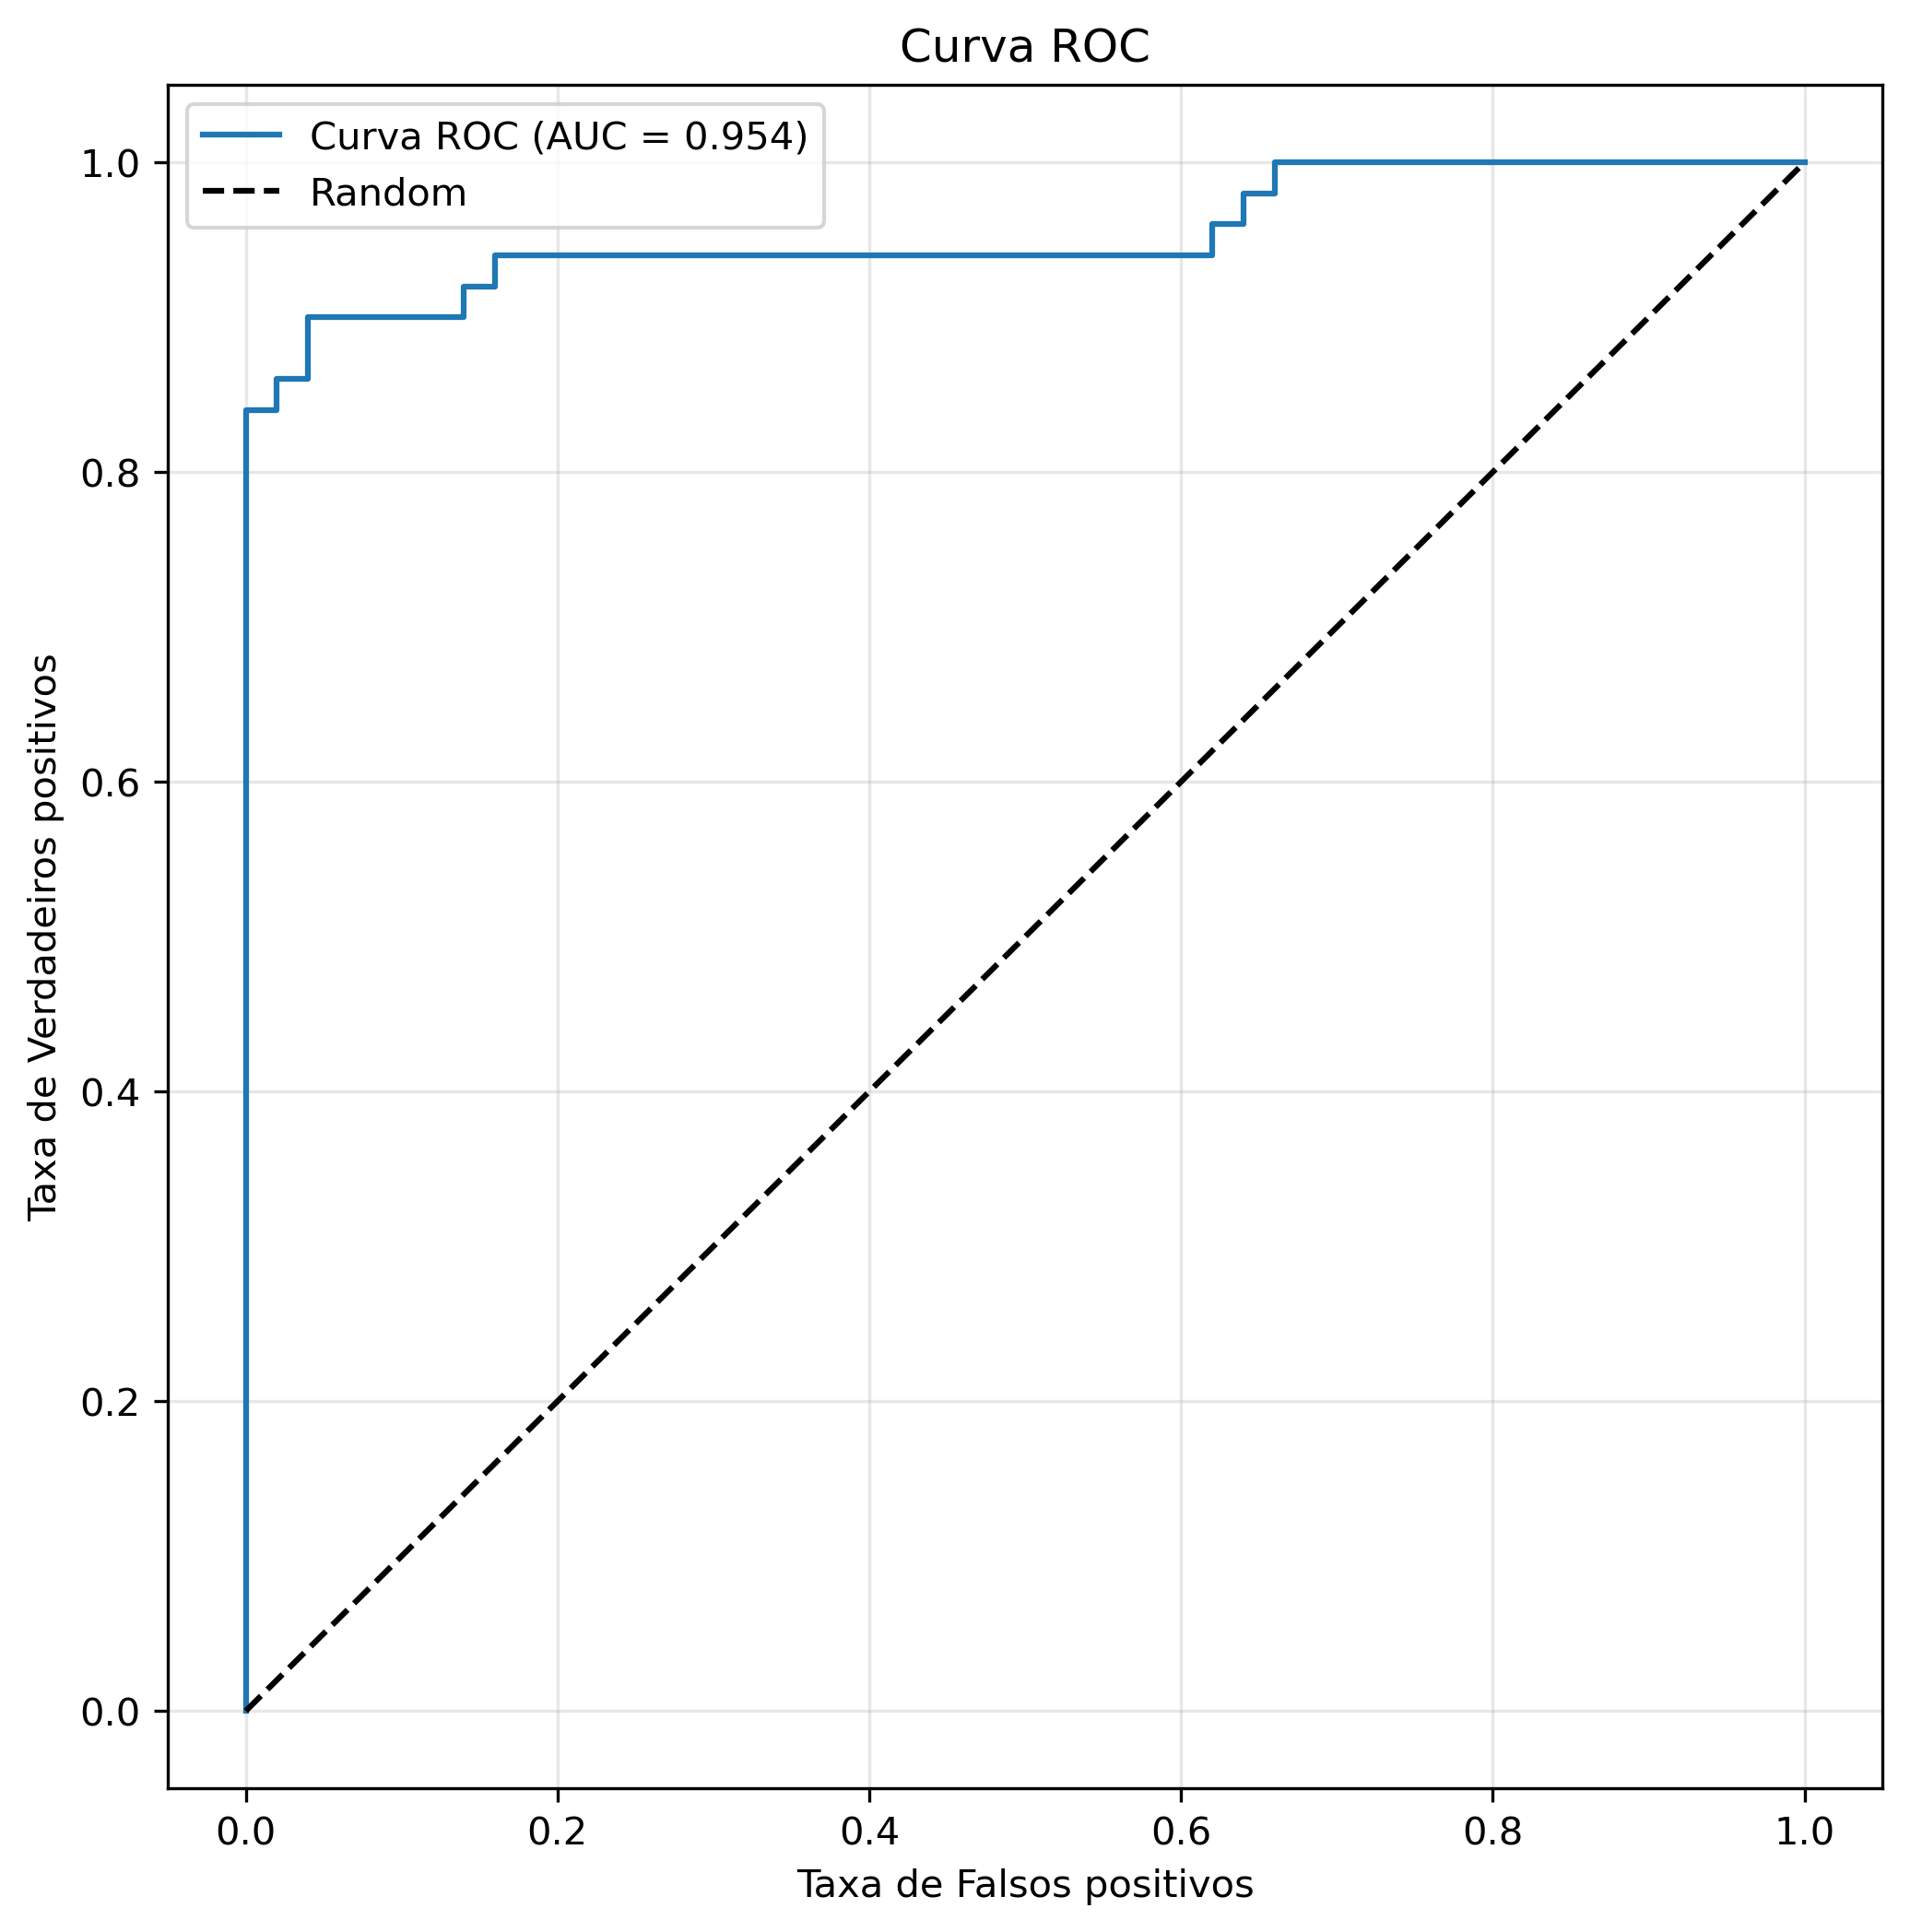 Curva ROC
Curva ROC (AUC = 0.954)
Random
1.0
0.8
0.6
0.4
0.2
0.0
Taxa de Verdadeiros positivos
0.0 0.2 0.4 0.6 0.8 1.0
Taxa de Falsos positivos